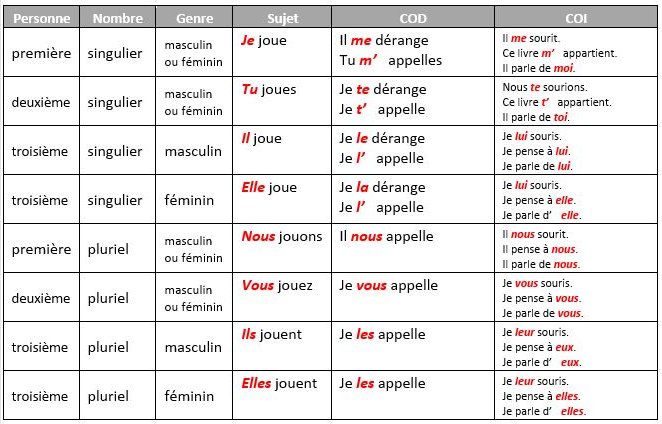 Personne Nombre Genre Sujet COD COI
première singulier masculin ou féminin Je joue Il me dérange Tu m’ appelles Il me sourit. Ce livre m’ appartient. Il parle de moi.
deuxième singulier masculin ou féminin Tu joues Je te dérange Je t’ appelle Nous te sourions. Ce livre t’ appartient. Il parle de toi.
troisième singulier masculin Il joue Je le dérange Je l’ appelle Je lui souris. Je pense à lui. Je parle de lui.
troisième singulier féminin Elle joue Je la dérange Je l’ appelle Je lui souris. Je pense à elle. Je parle d’ elle.
première pluriel masculin ou féminin Nous jouons Il nous appelle Il nous sourit. Il pense à nous. Il parle de nous.
deuxième pluriel masculin ou féminin Vous jouez Je vous appelle Je vous souris. Je pense à vous. Je parle de vous.
troisième pluriel masculin Ils jouent Je les appelle Je leur souris. Je pense à eux. Je parle d’ eux.
troisième pluriel féminin Elles jouent Je les appelle Je leur souris. Je pense à elles. Je parle d’ elles.